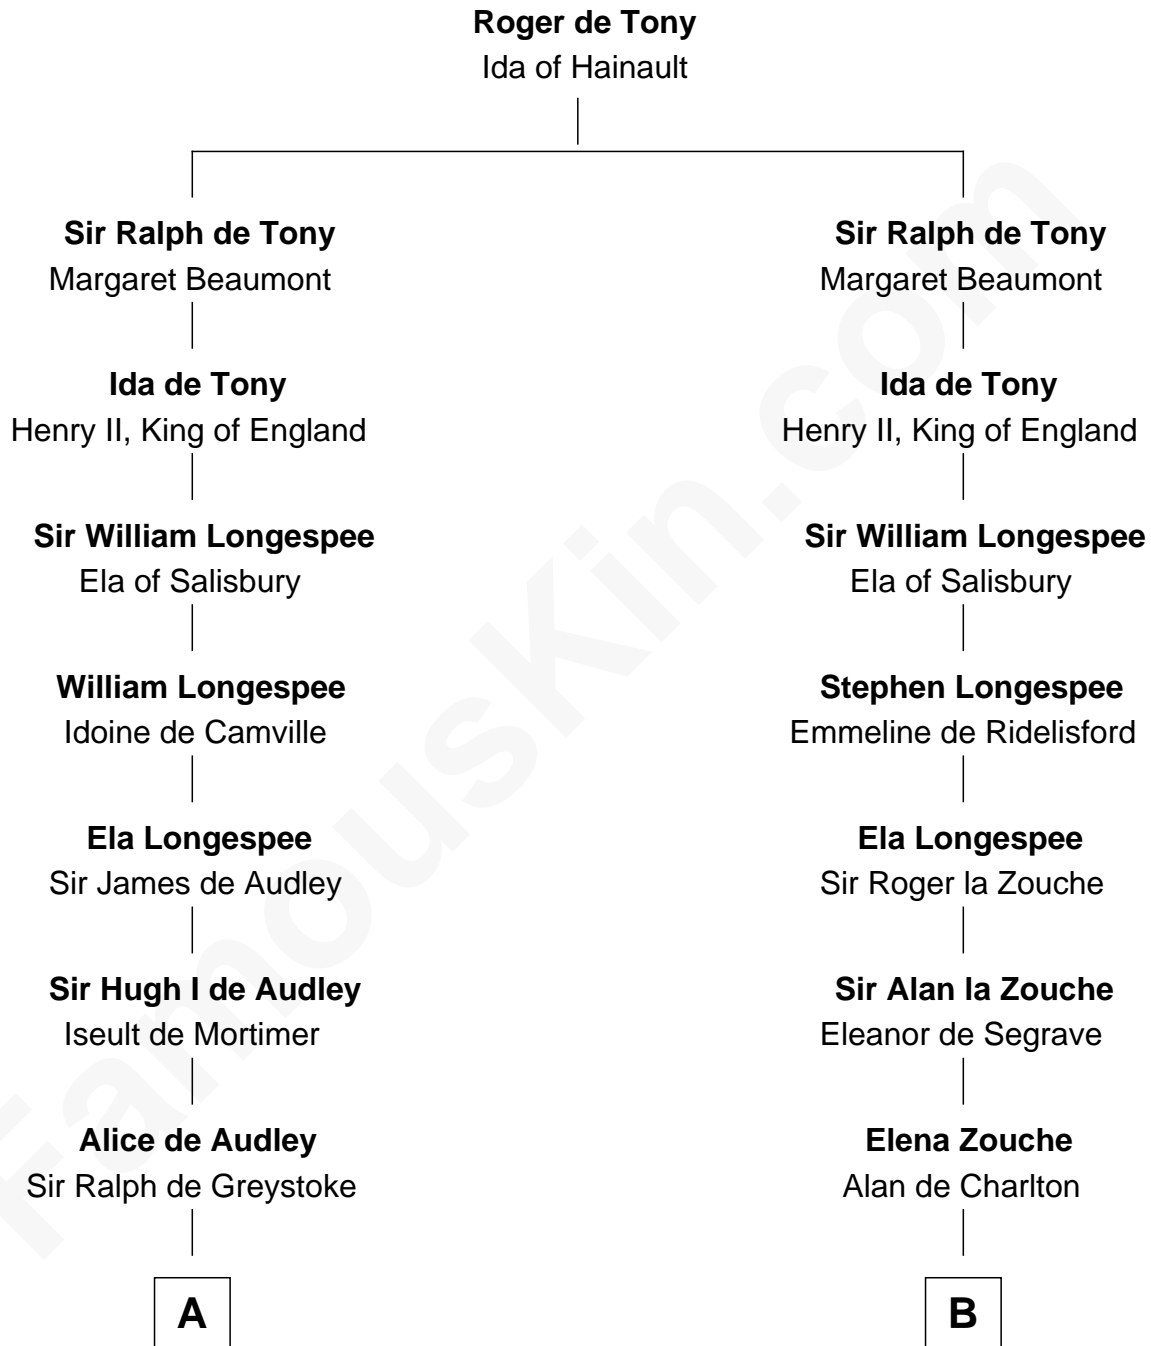 Roger de Tony
Ida of Hainault
Sir Ralph de Tony
Margaret Beaumont
Ida de Tony
Henry II, King of England
Sir William Longespee
Ela of Salisbury
William Longespee
Idoine de Camville
Ela Longespee
Sir James de Audley
Sir Hugh I de Audley
Iseult de Mortimer
Alice de Audley
Sir Ralph de Greystoke
A
Sir Ralph de Tony
Margaret Beaumont
Ida de Tony
Henry II, King of England
Sir William Longespee
Ela of Salisbury
Stephen Longespee
Emmeline de Ridelisford
Ela Longespee
Sir Roger la Zouche
Sir Alan la Zouche
Eleanor de Segrave
Elena Zouche
Alan de Charlton
B
FamousKin.com